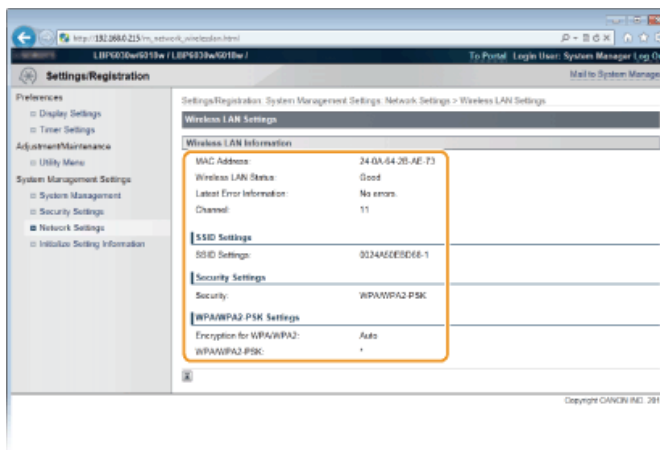 http://192.168.0.215/m_network_wirelesslan.html
LBP6030w/6018w / LBP6030w/6018w /
To Portal Login User: System Manager Log O
Settings/Registration
Mail to System Manage
Preferences
Display Settings
Timer Settings
Adjustment/Maintenance
Utility Menu
System Management Settings
System Management
Security Settings
Network Settings
Initialize Setting Information
Settings/Registration: System Management Settings: Network Settings > Wireless LAN Settings
Wireless LAN Settings
Wireless LAN Information
MAC Address: 24-0A-64-2B-AE-73
Wireless LAN Status: Good
Latest Error Information: No errors.
Channel: 11
SSID Settings
SSID Settings: 0024A50EBD68-1
Security Settings
Security: WPA/WPA2-PSK
WPA/WPA2-PSK Settings
Encryption for WPA/WPA2: Auto
WPA/WPA2-PSK: *
Copyright CANON INC. 201